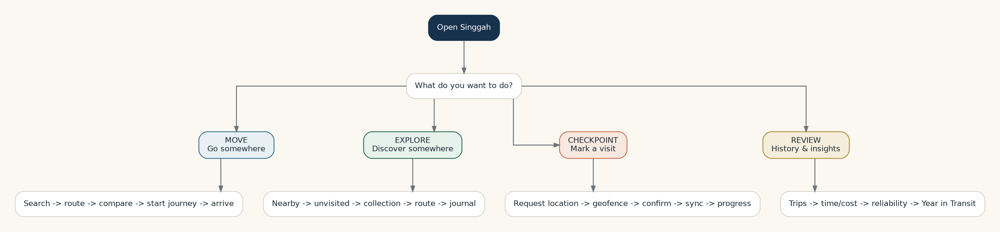 Open Singgah
What do you want to do?
MOVE
Go somewhere
EXPLORE
Discover somewhere
CHECKPOINT
Mark a visit
REVIEW
History & insights
Search -> route -> compare -> start journey -> arrive
Nearby -> unvisited -> collection -> route -> journal
Request location -> geofence -> confirm -> sync -> progress
Trips -> time/cost -> reliability -> Year in Transit